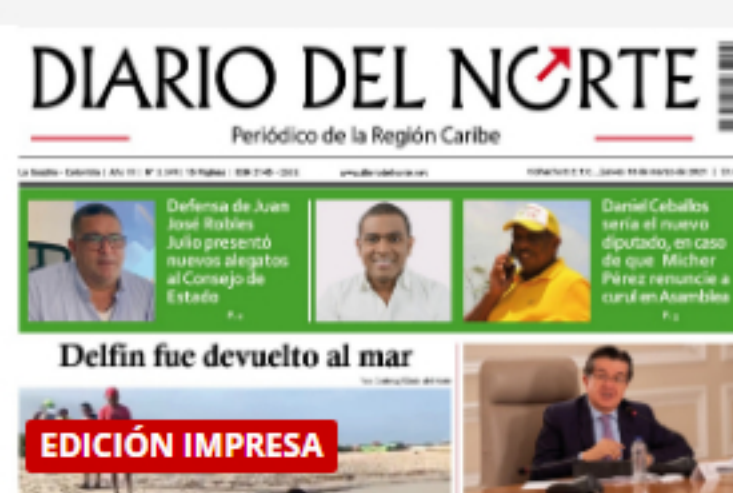 DIARIO DEL NORTE
Periódico de la Región Caribe
Defensa de Juan
José Robles
Julio presentó
nuevos alegatos
al Consejo de
Estado
Daniel Ceballos
sería el nuevo
diputado, en caso
de que Micher
Pérez renuncie a
curul en Asamblea
Delfín fue devuelto al mar
EDICIÓN IMPRESA